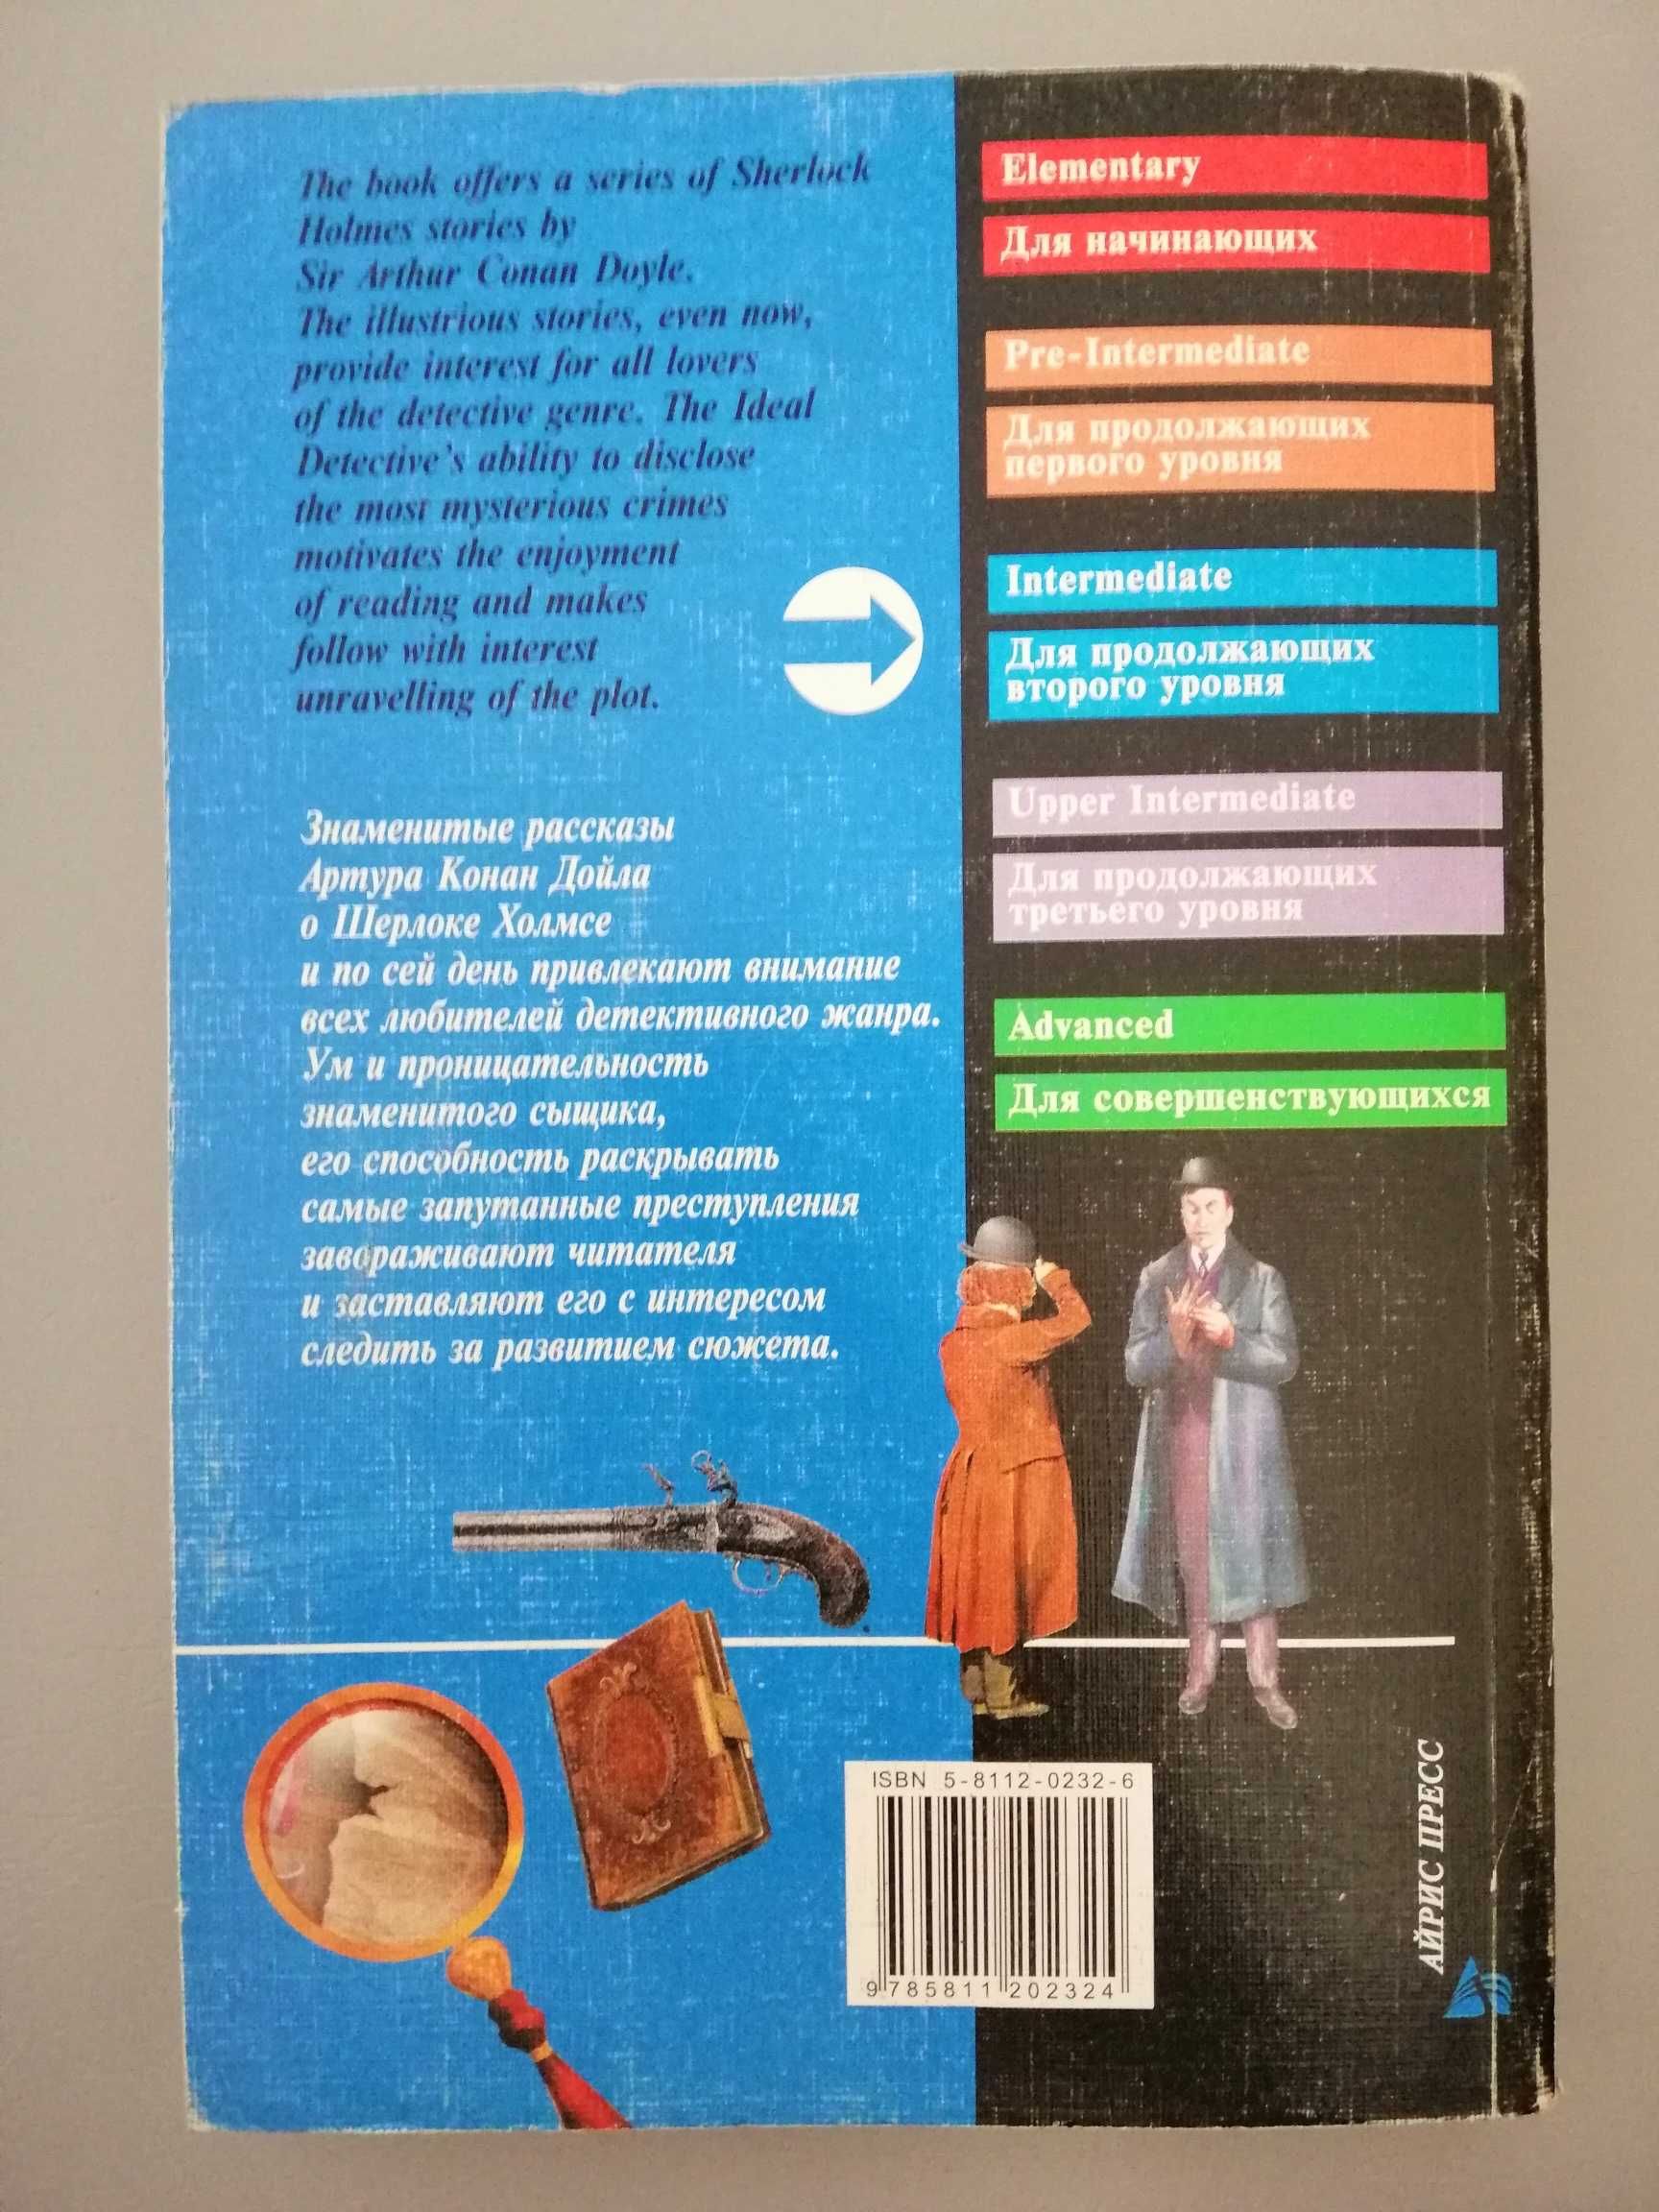 The book offers a series of Sherlock
Holmes stories by
Sir Arthur Conan Doyle.
The illustrious stories, even now,
provide interest for all lovers
of the detective genre. The Ideal
Detective's ability to disclose
the most mysterious crimes
motivates the enjoyment
of reading and makes
follow with interest
unravelling of the plot.
Знаменитые рассказы
Артура Конан Дойла
о Шерлоке Холмсе
и по сей день привлекают внимание
всех любителей детективного жанра.
Ум и проницательность
знаменитого сыщика,
его способность раскрывать
самые запутанные преступления
завораживают читателя
и заставляют его с интересом
следить за развитием сюжета.
Elementary
Для начинающих
Pre-Intermediate
Для продолжающих
первого уровня
Intermediate
Для продолжающих
второго уровня
Upper Intermediate
Для продолжающих
третьего уровня
Advanced
Для совершенствующихся
ISBN 5-8112-0232-6
9 785811 202324
АЙРИС ПРЕСС